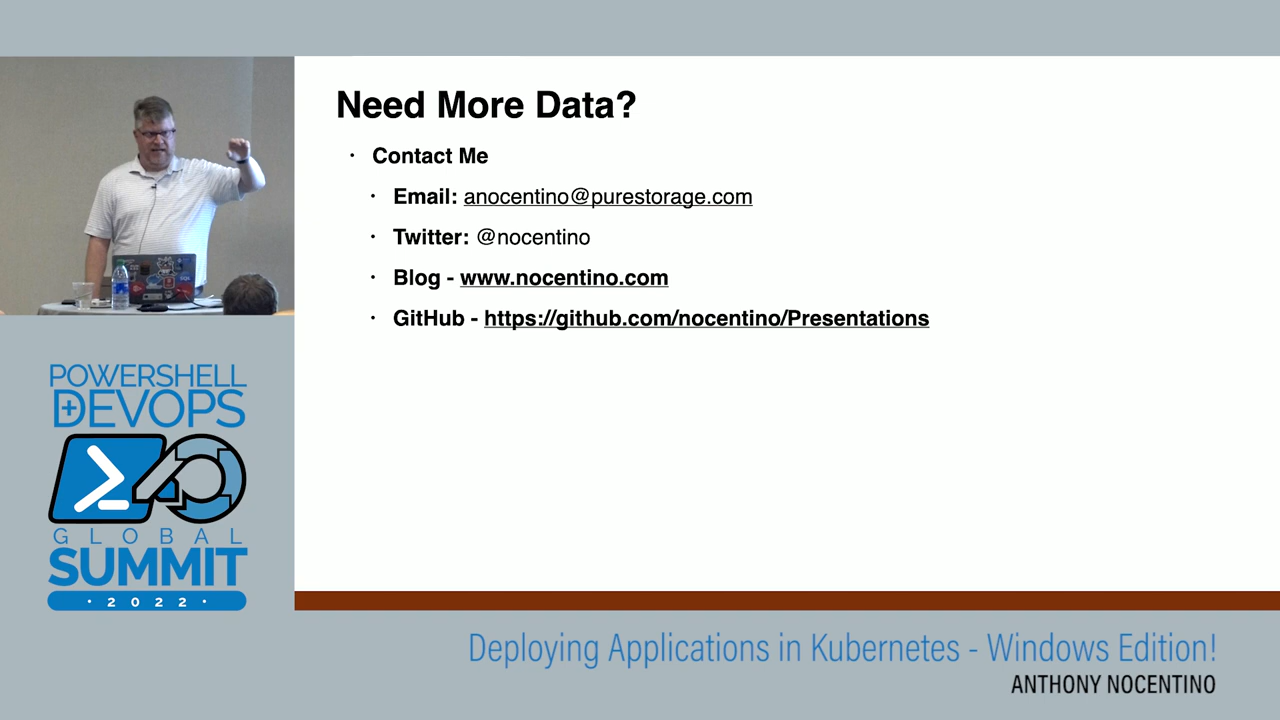 Need More Data?
• Contact Me
• Email: anocentino@purestorage.com
• Twitter: @nocentino
• Blog - www.nocentino.com
• GitHub - https://github.com/nocentino/Presentations
POWERSHELL
+ DEVOPS
GLOBAL
SUMMIT
· 2022 ·
Deploying Applications in Kubernetes - Windows Edition!
ANTHONY NOCENTINO